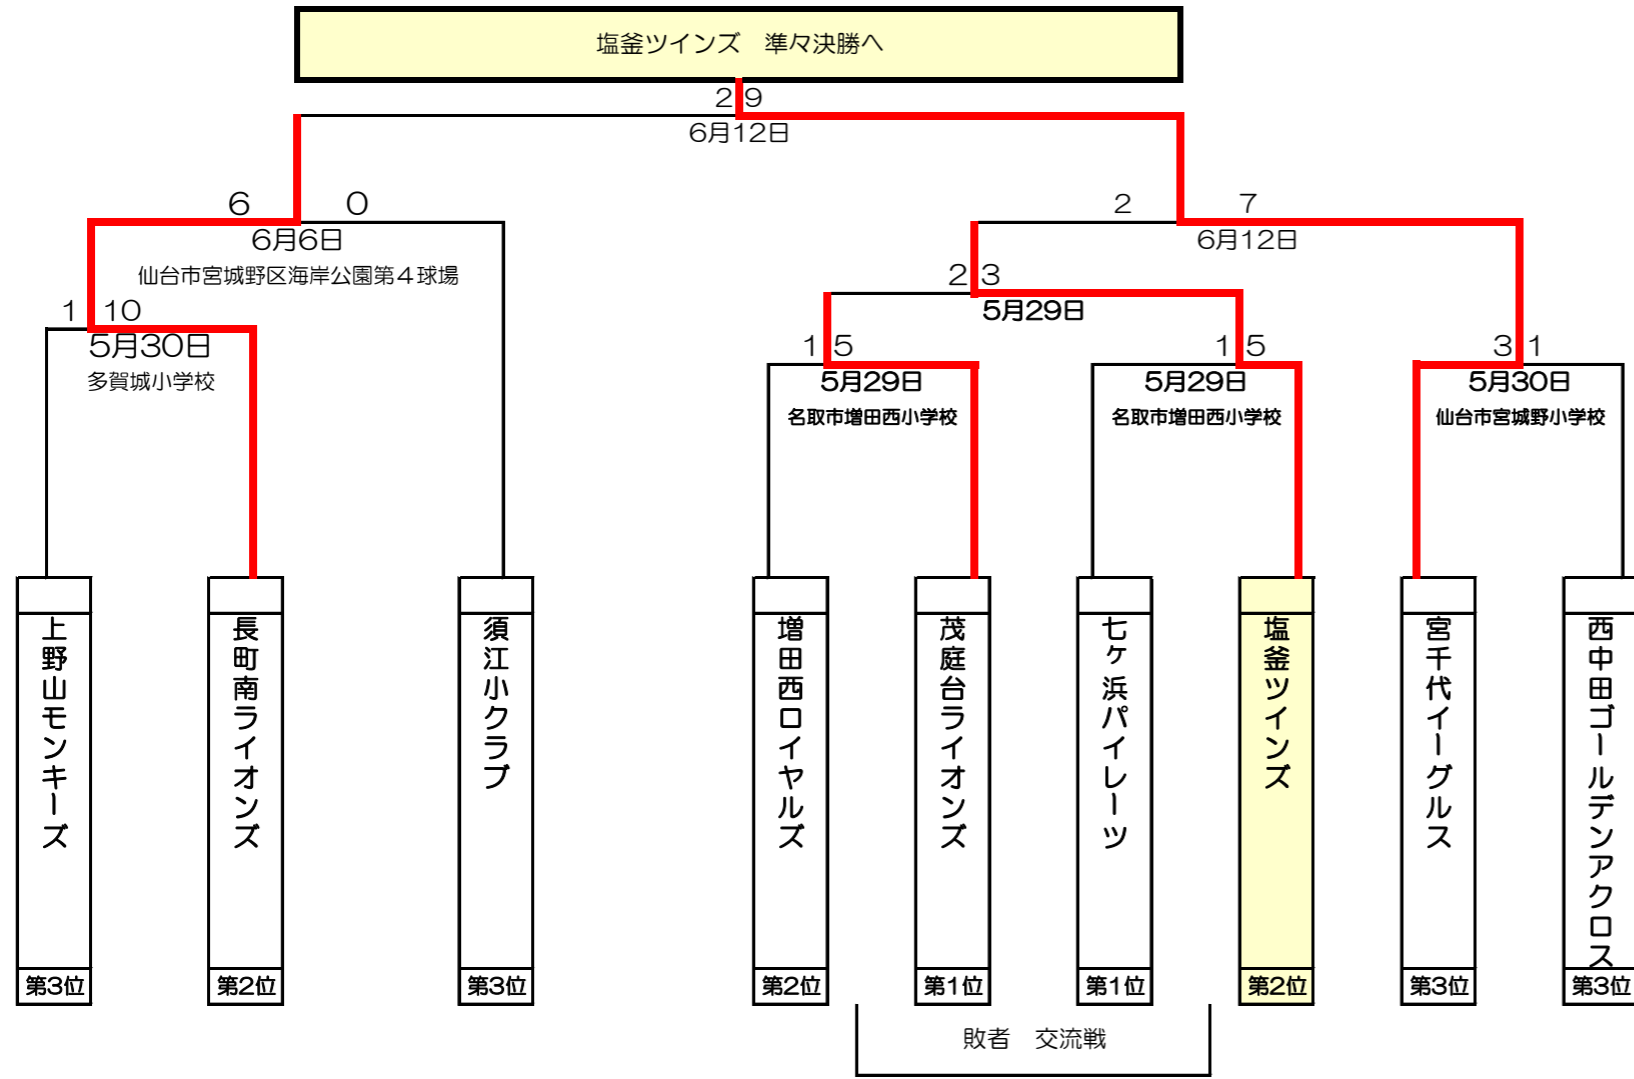 塩釜ツインズ　準々決勝へ
2 9
6月12日
6 0
6月6日
仙台市宮城野区海岸公園第４球場
2 7
6月12日
2 3
5月29日
1 10
5月30日
多賀城小学校
1 5
5月29日
名取市増田西小学校
1 5
5月29日
名取市増田西小学校
3 1
5月30日
仙台市宮城野小学校
上野山モンキーズ
長町南ライオンズ
須江小クラブ
増田西ロイヤルズ
茂庭台ライオンズ
七ケ浜パイレーツ
塩釜ツインズ
宮千代イーグルス
西中田ゴールデンアクロス
第3位
第2位
第3位
第2位
第1位
第1位
第2位
第3位
第3位
敗者　交流戦